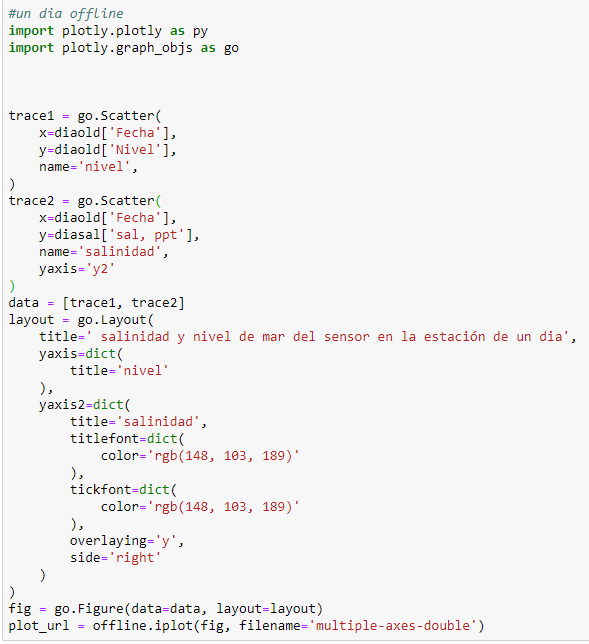 #un dia offline
import plotly.plotly as py
import plotly.graph_objs as go
trace1 = go.Scatter(
    x=diaold['Fecha'],
    y=diaold['Nivel'],
    name='nivel',
)
trace2 = go.Scatter(
    x=diaold['Fecha'],
    y=diasal['sal, ppt'],
    name='salinidad',
    yaxis='y2'
)
data = [trace1, trace2]
layout = go.Layout(
    title=' salinidad y nivel de mar del sensor en la estación de un dia',
    yaxis=dict(
        title='nivel'
    ),
    yaxis2=dict(
        title='salinidad',
        titlefont=dict(
            color='rgb(148, 103, 189)'
        ),
        tickfont=dict(
            color='rgb(148, 103, 189)'
        ),
        overlaying='y',
        side='right'
    )
)
fig = go.Figure(data=data, layout=layout)
plot_url = offline.iplot(fig, filename='multiple-axes-double')